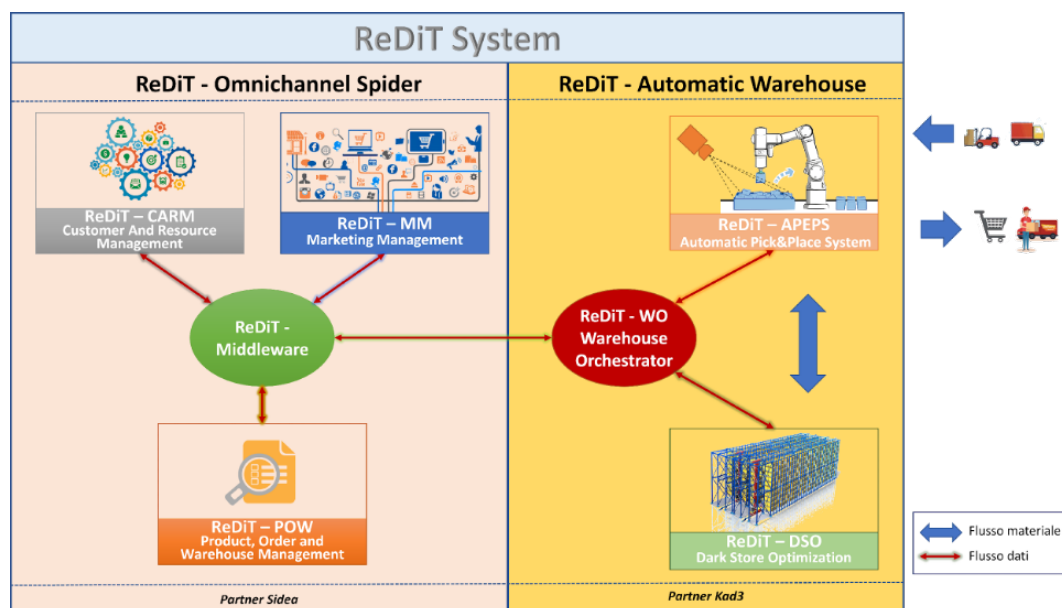 ReDiT System
ReDiT - Omnichannel Spider
ReDiT - Automatic Warehouse
ReDiT – CARM
Customer And Resource
Management
ReDiT – MM
Marketing Management
ReDiT – APEPS
Automatic Pick&Place System
ReDiT -
Middleware
ReDiT - WO
Warehouse
Orchestrator
ReDiT – POW
Product, Order and
Warehouse Management
ReDiT – DSO
Dark Store Optimization
Flusso materiale
Flusso dati
Partner Sidea
Partner Kad3